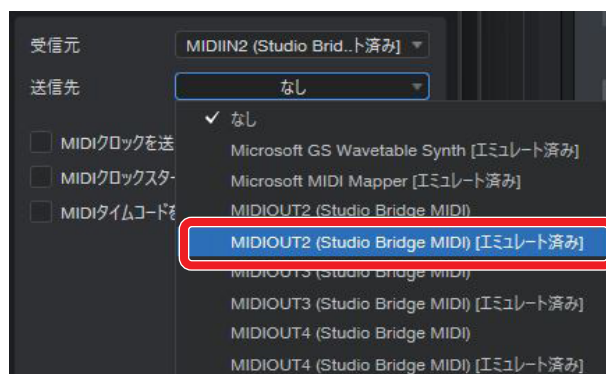 受信元 MIDIIN2 (Studio Brid..ト済み]
送信先 なし
なし
MIDIクロックを送
Microsoft GS Wavetable Synth [エミュレート済み]
MIDIクロックスター
Microsoft MIDI Mapper [エミュレート済み]
MIDIタイムコードを
MIDIOUT2 (Studio Bridge MIDI)
MIDIOUT2 (Studio Bridge MIDI) [エミュレート済み]
MIDIOUT3 (Studio Bridge MIDI)
MIDIOUT3 (Studio Bridge MIDI) [エミュレート済み]
MIDIOUT4 (Studio Bridge MIDI)
MIDIOUT4 (Studio Bridge MIDI) [エミュレート済み]